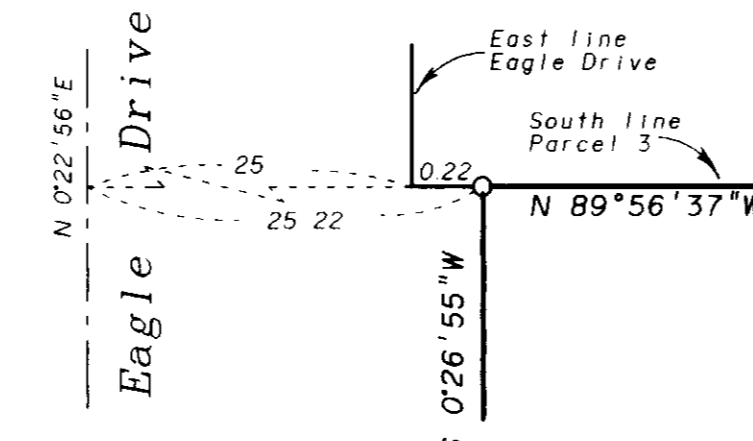 East line
Eagle Drive
South line
Parcel 3
N 0°22'56"E
Eagle Drive
25
0.22
25 22
N 89°56'37"W
0°26'55"W